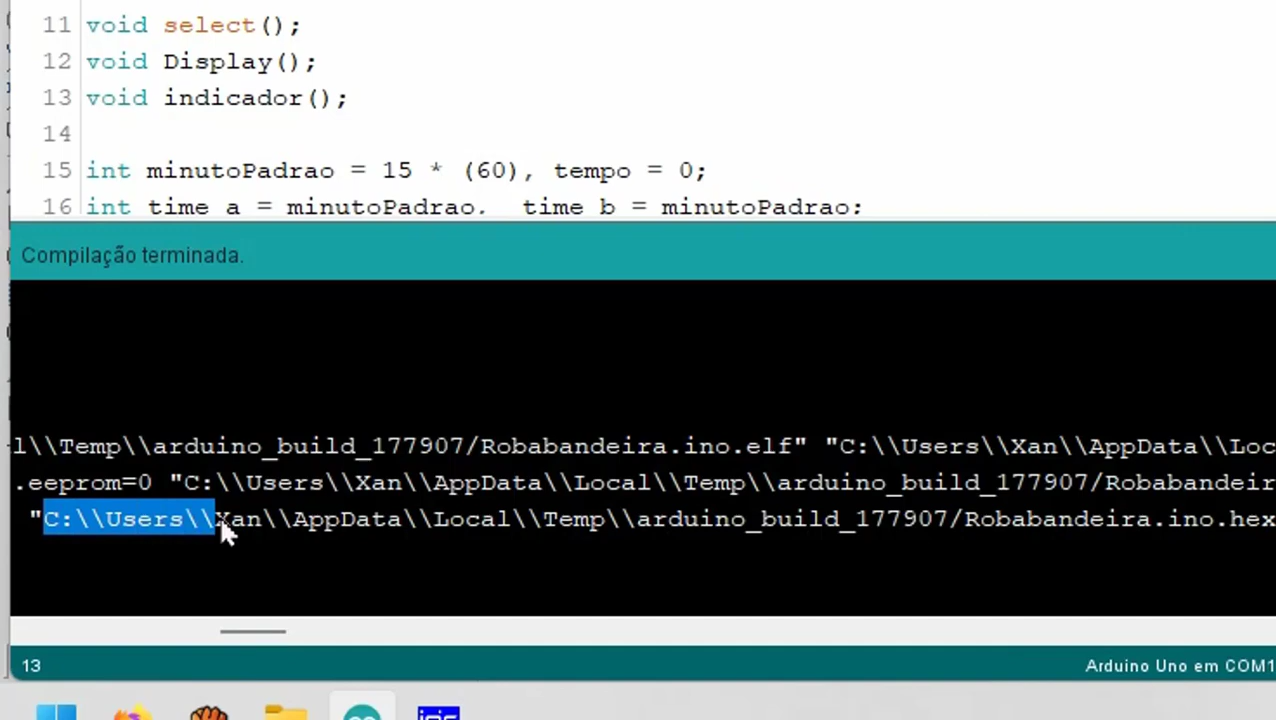 11 void select();
12 void Display();
13 void indicador();
14
15 int minutoPadrao = 15 * (60), tempo = 0;
16 int time_a = minutoPadrao, time_b = minutoPadrao;
Compilação terminada.
l\\Temp\\arduino_build_177907/Robabandeira.ino.elf" "C:\\Users\\Xan\\AppData\\Loc
.eeprom=0 "C:\\Users\\Xan\\AppData\\Local\\Temp\\arduino_build_177907/Robabandeir
"C:\\Users\\Xan\\AppData\\Local\\Temp\\arduino_build_177907/Robabandeira.ino.hex
13
Arduino Uno em COM1